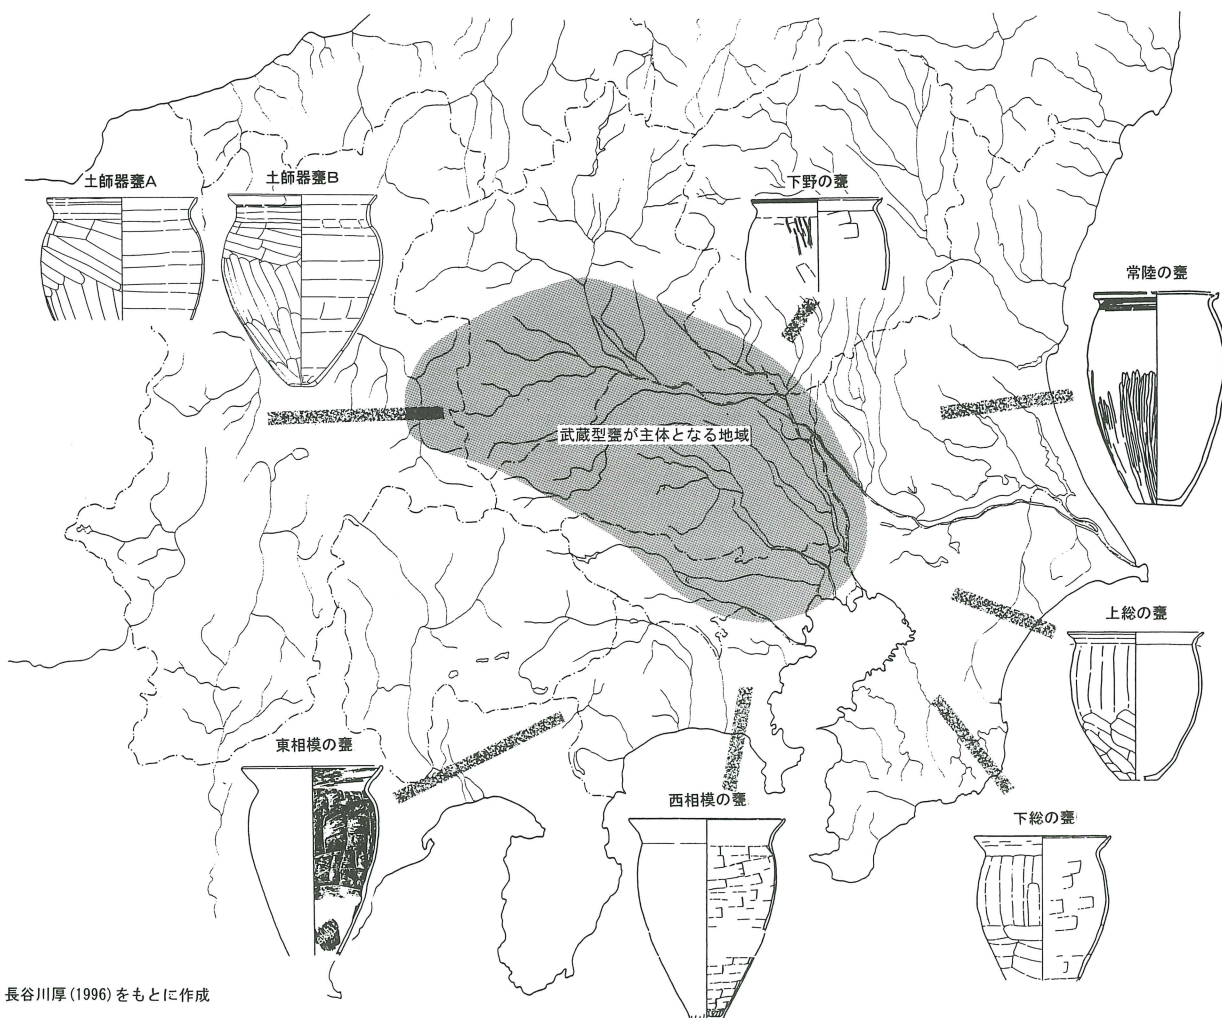 土師器甕A
土師器甕B
下野の甕
常陸の甕
武蔵型甕が主体となる地域
上総の甕
東相模の甕
西相模の甕
下総の甕
長谷川厚(1996)をもとに作成